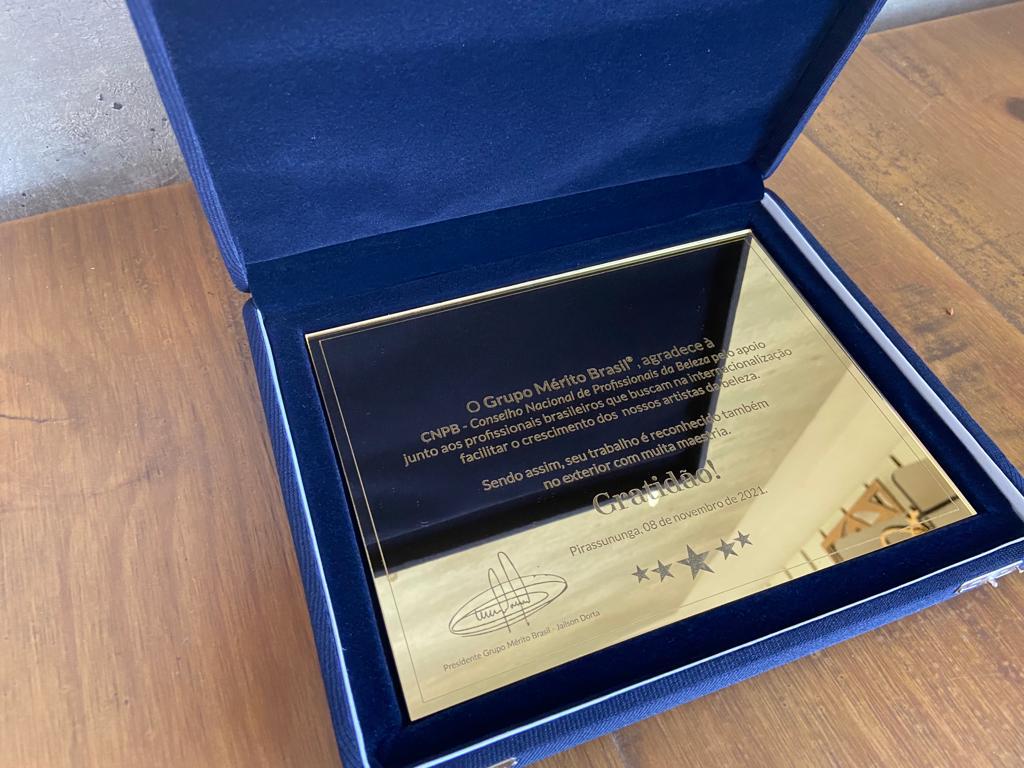 O Grupo Mérito Brasil®, agradece à
CNPB - Conselho Nacional de Profissionais da Beleza pelo apoio
junto aos profissionais brasileiros que buscam na internacionalização
facilitar o crescimento dos nossos artistas da beleza.
Sendo assim, seu trabalho é reconhecido também
no exterior com muita maestria.
Gratidão!
Pirassununga, 08 de novembro de 2021.
Presidente Grupo Mérito Brasil - Jailson Dorta